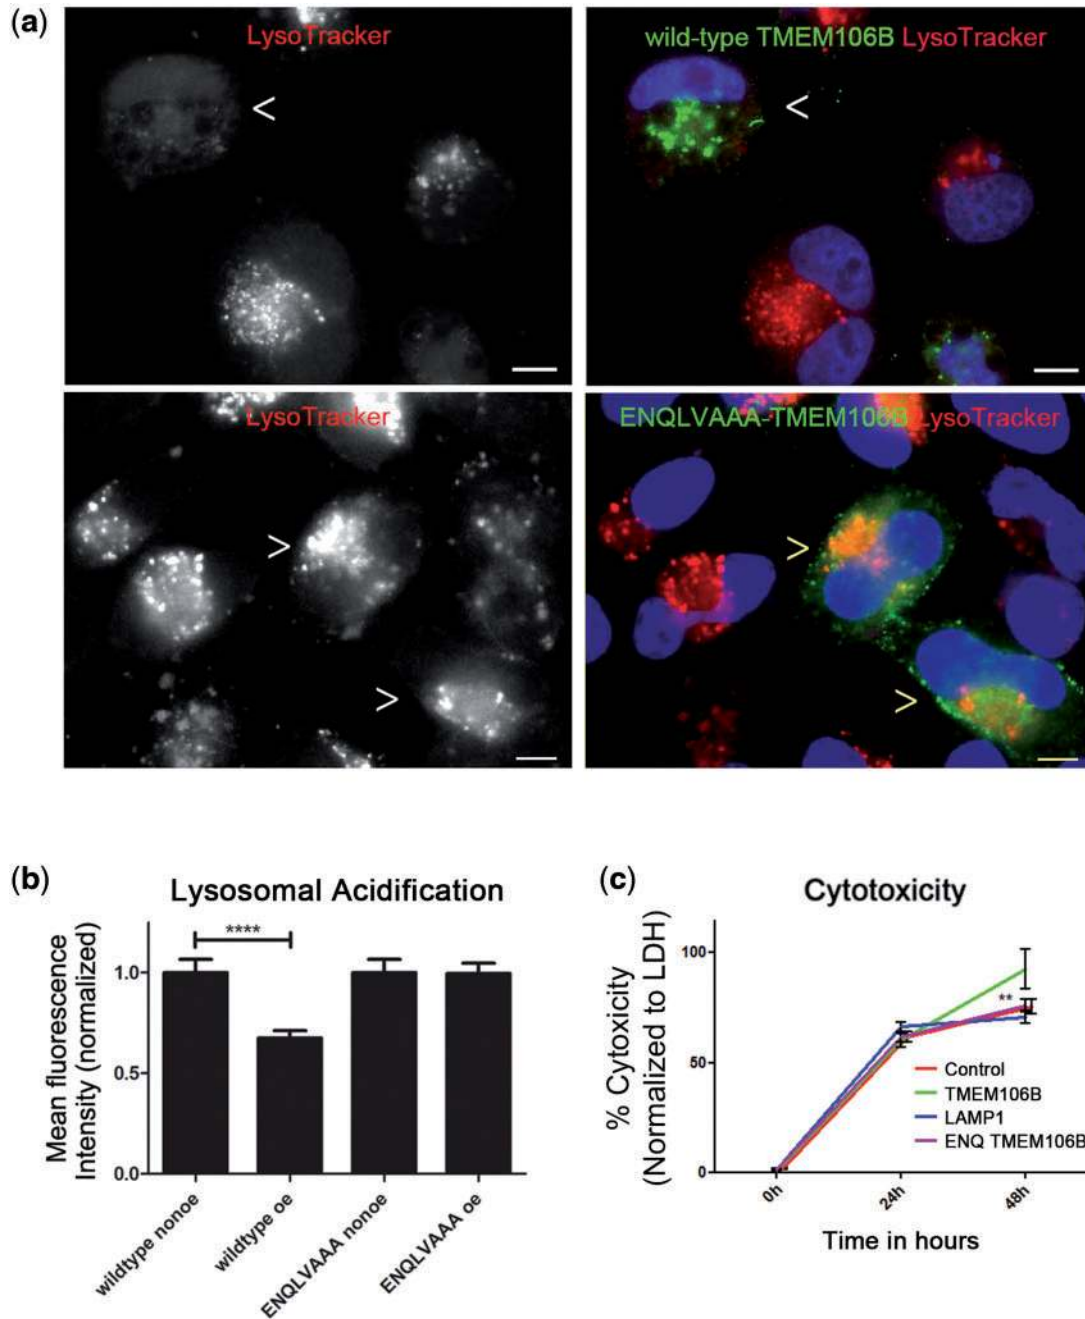 (a)
LysoTracker
wild-type TMEM106B LysoTracker
<
<
LysoTracker
ENQLVAAA-TMEM106B LysoTracker
>
>
>
>
(b)
Lysosomal Acidification
Mean fluorescence
Intensity (normalized)
1.0
0.5
0.0
****
wildtype nonoe
wildtype oe
ENQLVAAA nonoe
ENQLVAAA oe
(c)
Cytotoxicity
% Cytoxicity
(Normalized to LDH)
100
50
0
**
Control
TMEM106B
LAMP1
ENQ TMEM106B
0h
24h
48h
Time in hours